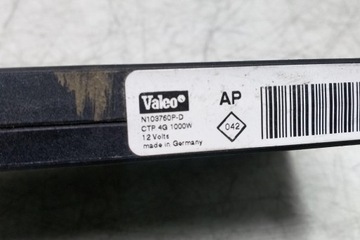 Valeo®
AP
N103760P-D
CTP 4G 1000W
042
12 Volts
made in Germany